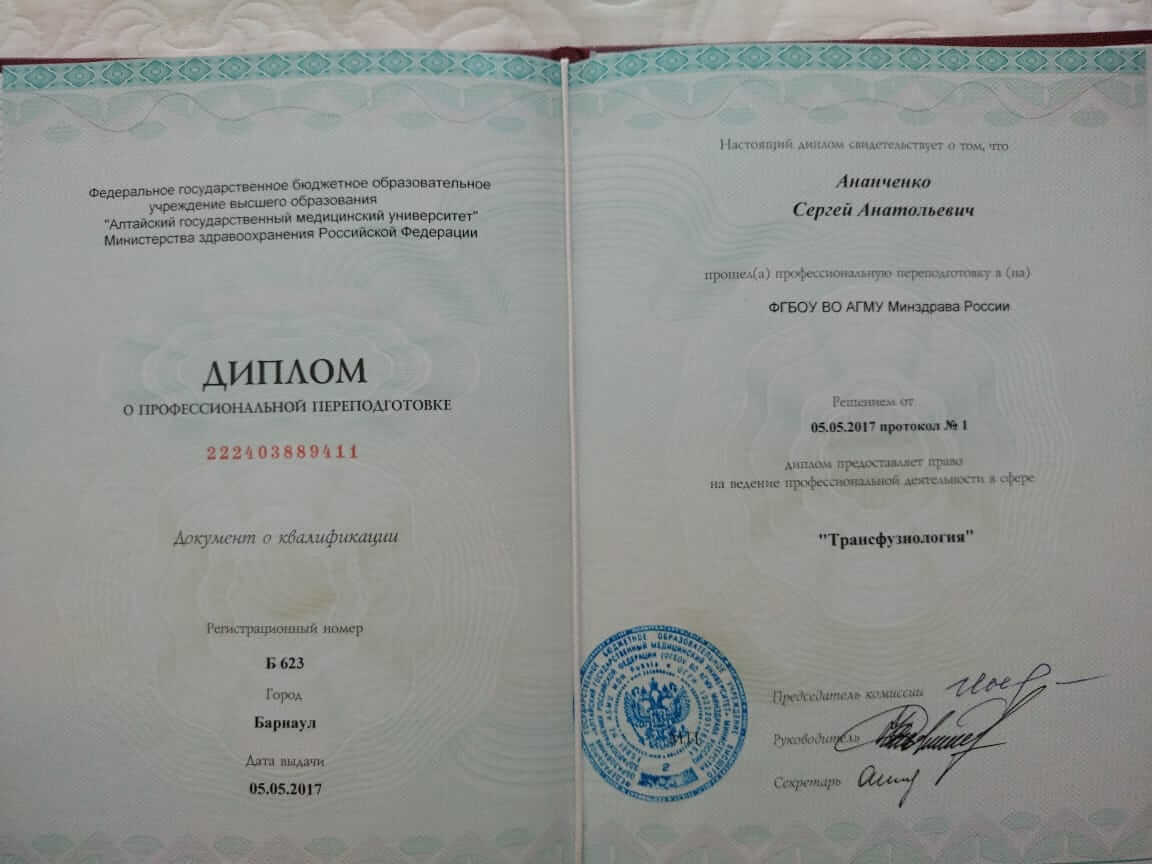 Федеральное государственное бюджетное образовательное
учреждение высшего образования
"Алтайский государственный медицинский университет"
Министерства здравоохранения Российской Федерации
ДИПЛОМ
О ПРОФЕССИОНАЛЬНОЙ ПЕРЕПОДГОТОВКЕ
222403889411
Документ о квалификации
Регистрационный номер
Б 623
Город
Барнаул
Дата выдачи
05.05.2017
Настоящий диплом свидетельствует о том, что
Ананченко
Сергей Анатольевич
прошел(а) профессиональную переподготовку в (на)
ФГБОУ ВО АГМУ Минздрава России
Решением от
05.05.2017 протокол № 1
диплом предоставляет право
на ведение профессиональной деятельности в сфере
"Трансфузиология"
Председатель комиссии
Руководитель
Секретарь